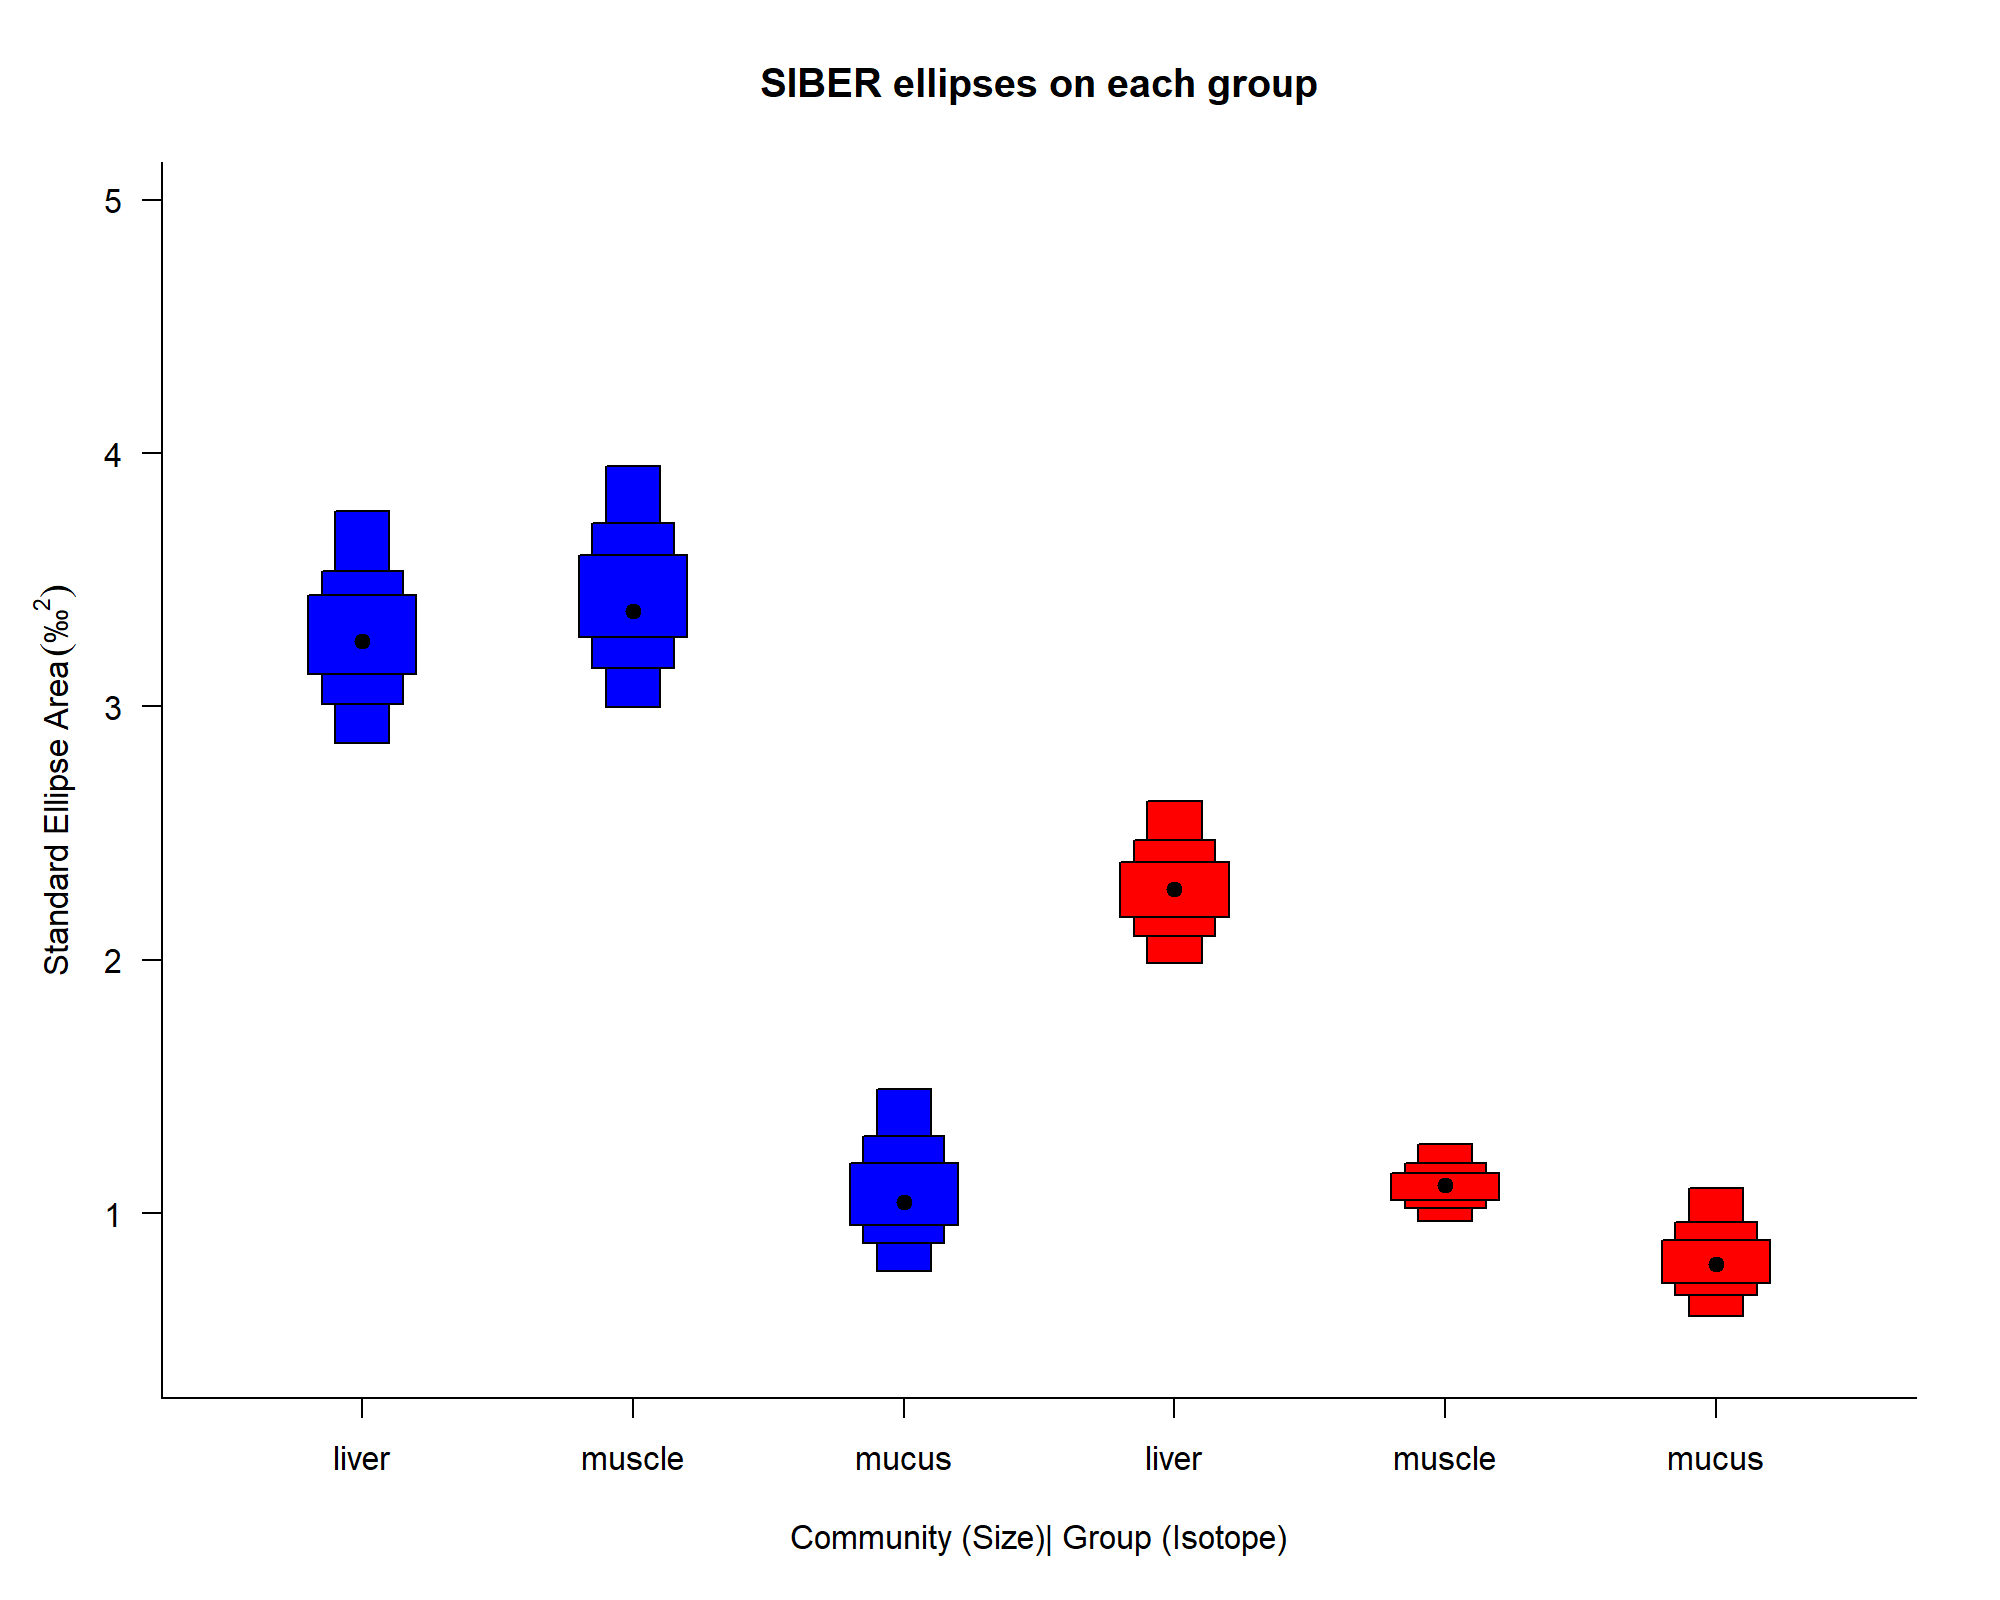 SIBER ellipses on each group
5
4
3
2
1
Standard Ellipse Area (‰²)
liver muscle mucus liver muscle mucus
Community (Size)| Group (Isotope)